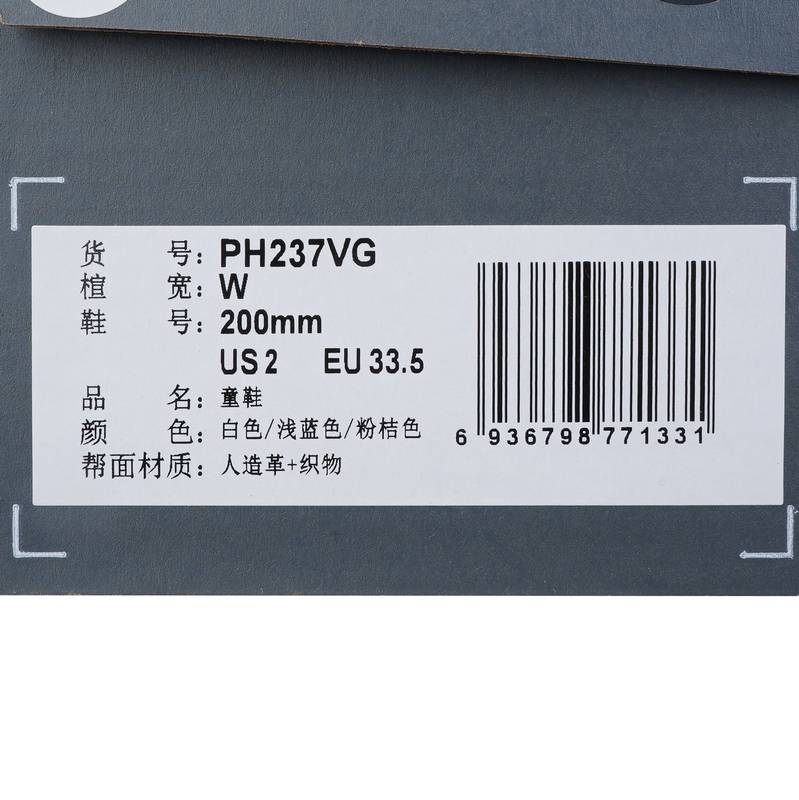 货 号：PH237VG
楦 宽：W
鞋 号：200mm
US 2 EU 33.5
品 名：童鞋
颜 色：白色/浅蓝色/粉桔色
帮面材质：人造革+织物
6 936798 771331